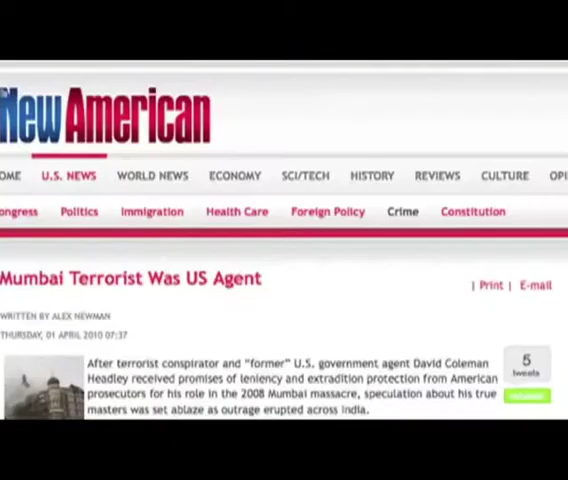 New American
OME U.S. NEWS WORLD NEWS ECONOMY SCI/TECH HISTORY REVIEWS CULTURE OPI
ongress Politics Immigration Health Care Foreign Policy Crime Constitution
Mumbai Terrorist Was US Agent
| Print | E-mail
WRITTEN BY ALEX NEWMAN
THURSDAY, 01 APRIL 2010 07:37
After terrorist conspirator and "former" U.S. government agent David Coleman
Headley received promises of leniency and extradition protection from American
prosecutors for his role in the 2008 Mumbai massacre, speculation about his true
masters was set ablaze as outrage erupted across India.
5
tweets